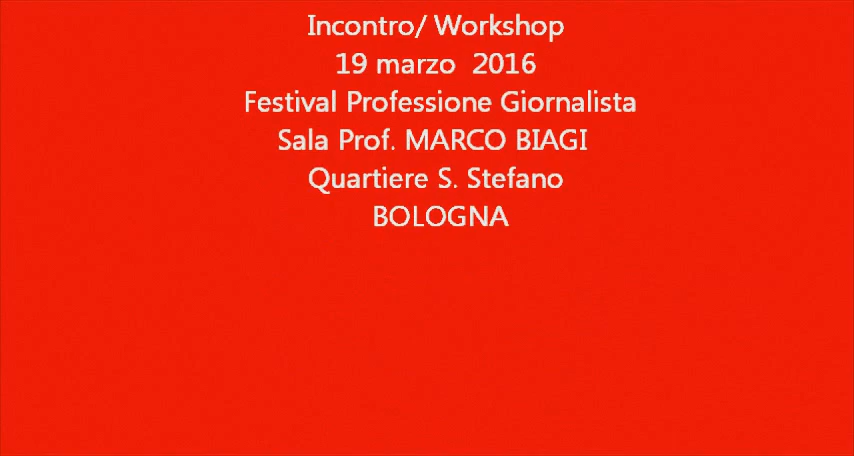 Incontro/ Workshop
19 marzo 2016
Festival Professione Giornalista
Sala Prof. MARCO BIAGI
Quartiere S. Stefano
BOLOGNA